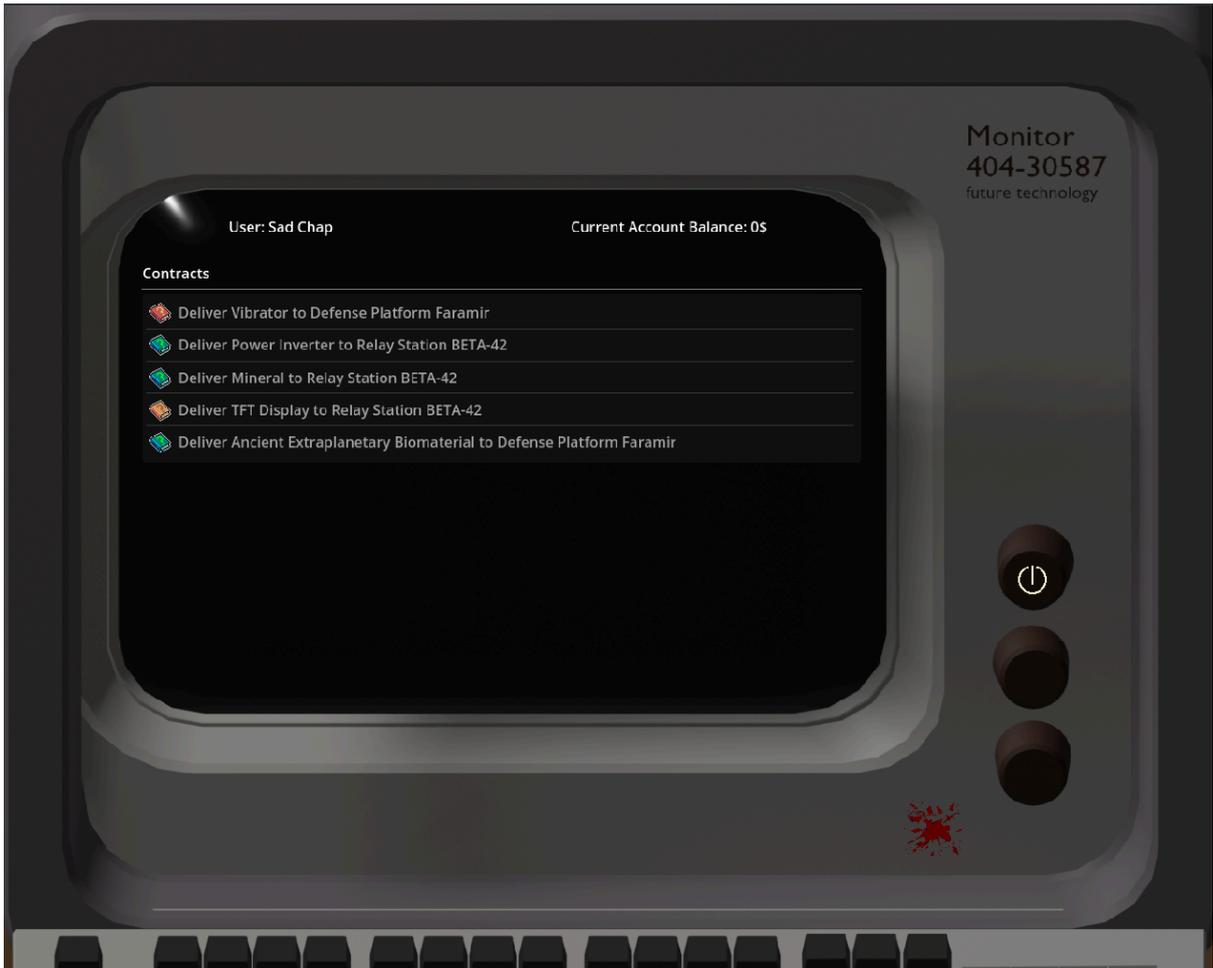 Monitor
404-30587
future technology
User: Sad Chap
Current Account Balance: 0$
Contracts
Deliver Vibrator to Defense Platform Faramir
Deliver Power Inverter to Relay Station BETA-42
Deliver Mineral to Relay Station BETA-42
Deliver TFT Display to Relay Station BETA-42
Deliver Ancient Extraplanetary Biomaterial to Defense Platform Faramir